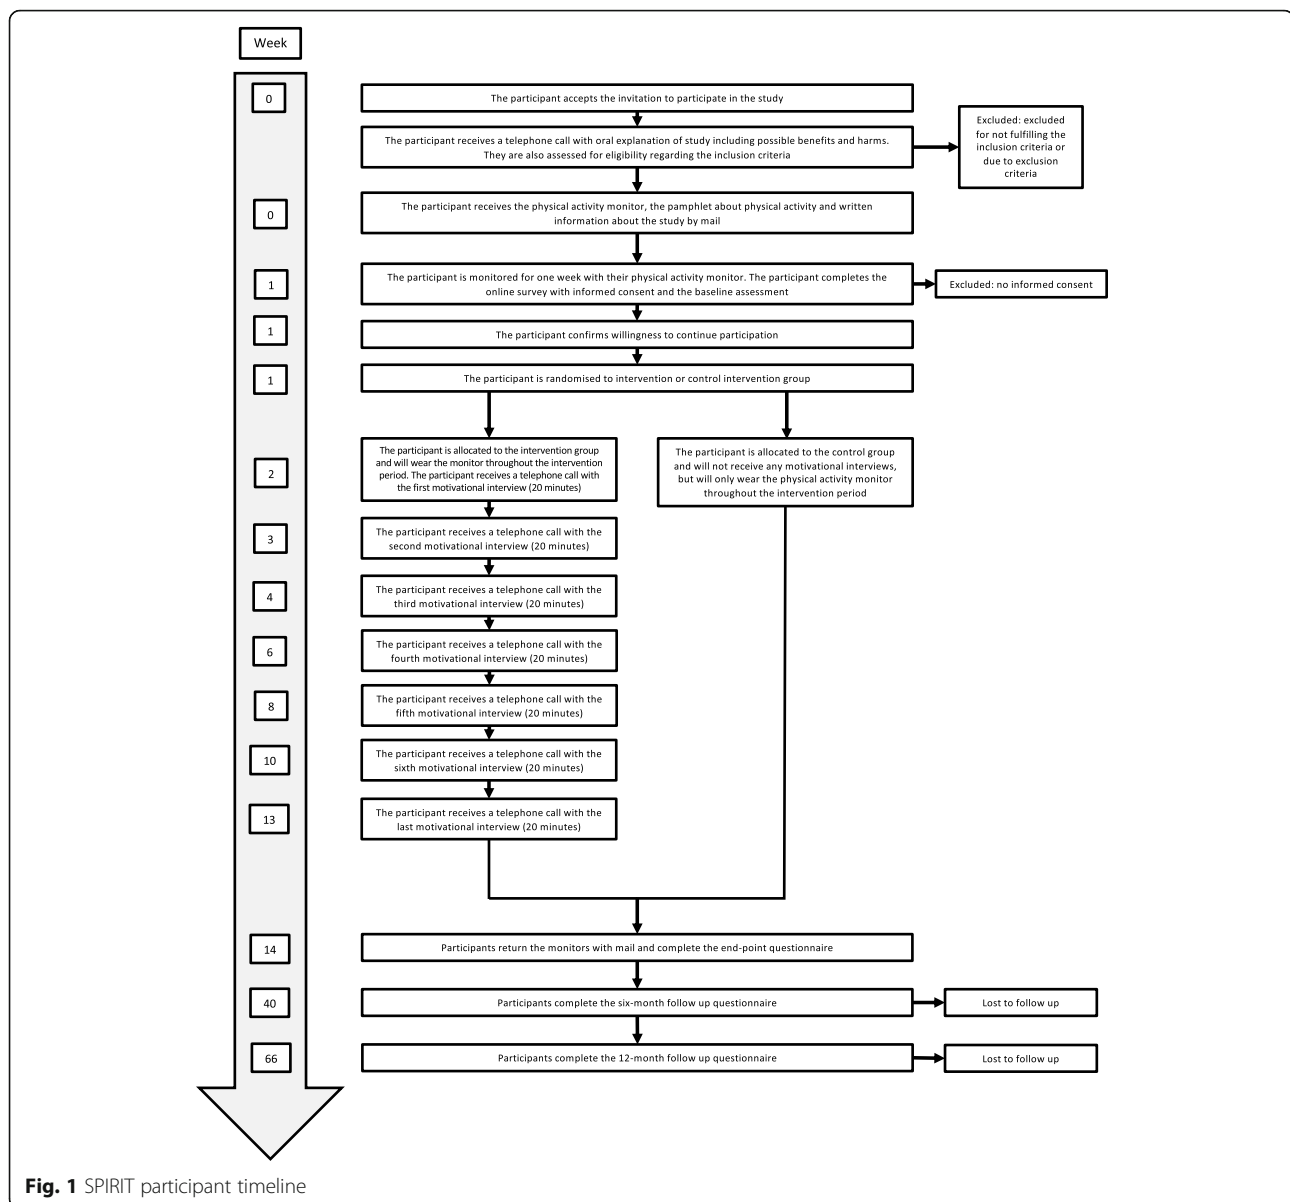 Week
0
The participant accepts the invitation to participate in the study
The participant receives a telephone call with oral explanation of study including possible benefits and harms.
They are also assessed for eligibility regarding the inclusion criteria
Excluded: excluded
for not fulfilling the
inclusion criteria or
due to exclusion
criteria
0
The participant receives the physical activity monitor, the pamphlet about physical activity and written
information about the study by mail
1
The participant is monitored for one week with their physical activity monitor. The participant completes the
online survey with informed consent and the baseline assessment
Excluded: no informed consent
1
The participant confirms willingness to continue participation
1
The participant is randomised to intervention or control intervention group
2
The participant is allocated to the intervention group
and will wear the monitor throughout the intervention
period. The participant receives a telephone call with
the first motivational interview (20 minutes)
The participant is allocated to the control group
and will not receive any motivational interviews,
but will only wear the physical activity monitor
throughout the intervention period
3
The participant receives a telephone call with the
second motivational interview (20 minutes)
4
The participant receives a telephone call with the
third motivational interview (20 minutes)
6
The participant receives a telephone call with the
fourth motivational interview (20 minutes)
8
The participant receives a telephone call with the
fifth motivational interview (20 minutes)
10
The participant receives a telephone call with the
sixth motivational interview (20 minutes)
13
The participant receives a telephone call with the
last motivational interview (20 minutes)
14
Participants return the monitors with mail and complete the end-point questionnaire
40
Participants complete the six-month follow up questionnaire
Lost to follow up
66
Participants complete the 12-month follow up questionnaire
Lost to follow up
Fig. 1 SPIRIT participant timeline